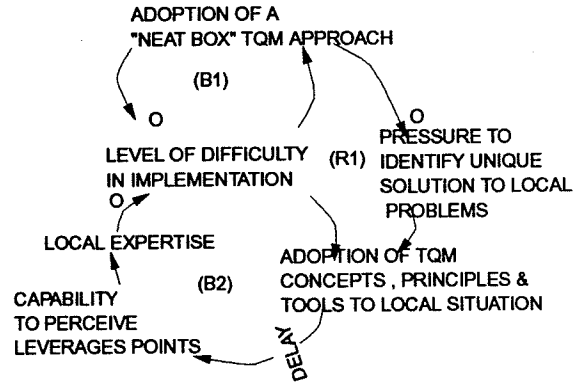 ADOPTION OF A
"NEAT BOX" TQM APPROACH
(B1)
O
O
LEVEL OF DIFFICULTY
IN IMPLEMENTATION
(R1)
PRESSURE TO
IDENTIFY UNIQUE
SOLUTION TO LOCAL
PROBLEMS
O
LOCAL EXPERTISE
(B2)
ADOPTION OF TQM
CONCEPTS , PRINCIPLES &
TOOLS TO LOCAL SITUATION
CAPABILITY
TO PERCEIVE
LEVERAGES POINTS
DELAY